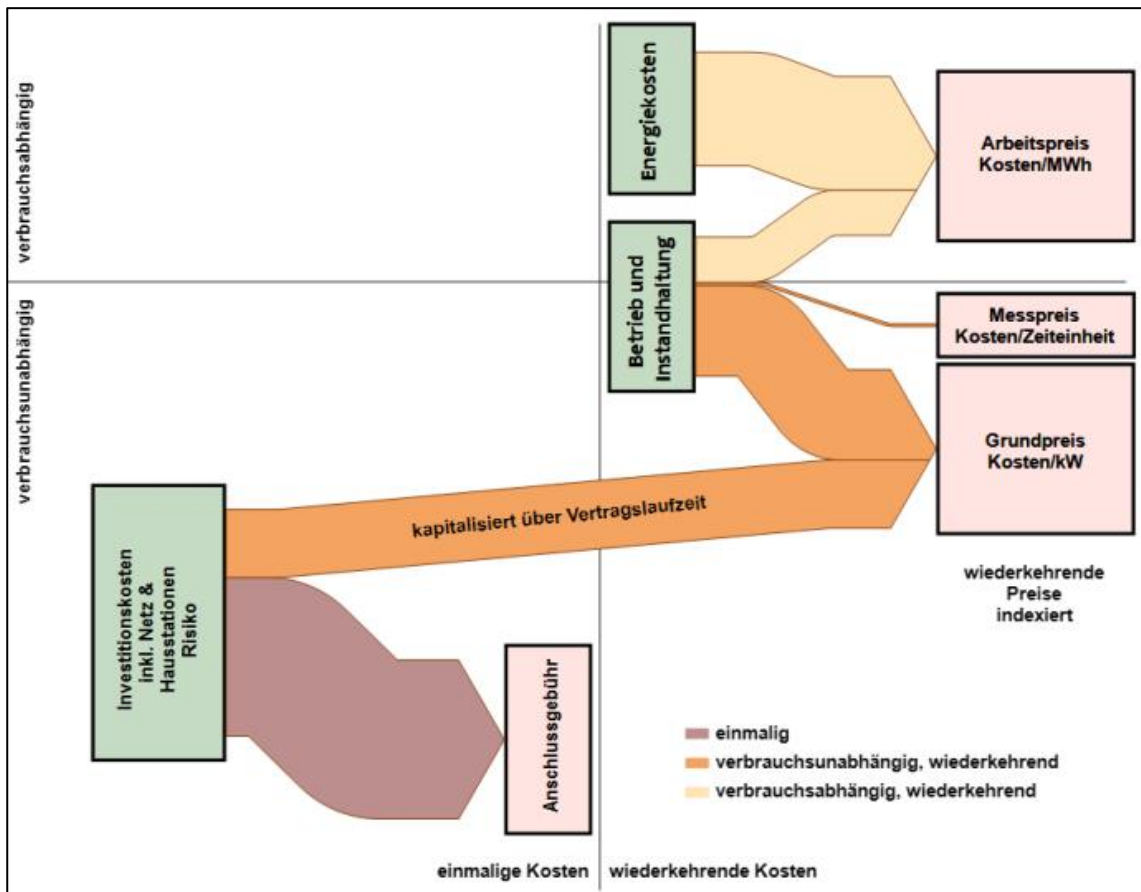 verbrauchsabhängig
Energiekosten
Arbeitspreis
Kosten/MWh
verbrauchsunabhängig
Betrieb und
Instandhaltung
Messpreis
Kosten/Zeiteinheit
Grundpreis
Kosten/kW
kapitalisiert über Vertragslaufzeit
Investitionskosten
inkl. Netz &
Hausstationen
Risiko
wiederkehrende
Preise
indexiert
Anschlussgebühr
einmalig
verbrauchsunabhängig, wiederkehrend
verbrauchsabhängig, wiederkehrend
einmalige Kosten
wiederkehrende Kosten